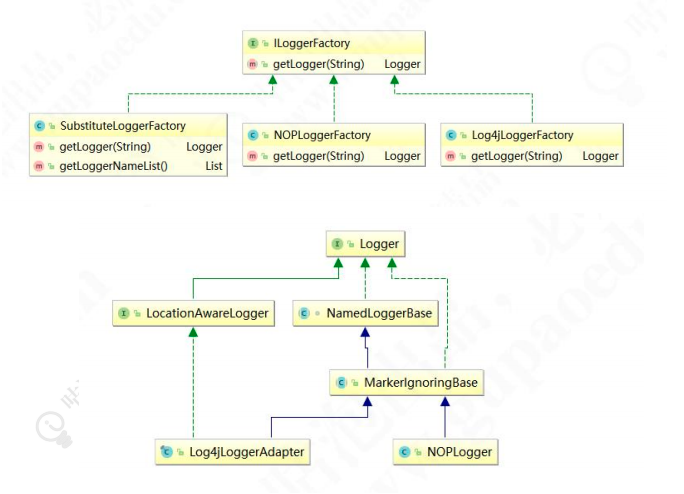 ILoggerFactory
getLogger(String) Logger
SubstituteLoggerFactory
getLogger(String) Logger
getLoggerNameList() List
NOPLoggerFactory
getLogger(String) Logger
Log4jLoggerFactory
getLogger(String) Logger
Logger
LocationAwareLogger
NamedLoggerBase
MarkerIgnoringBase
Log4jLoggerAdapter
NOPLogger